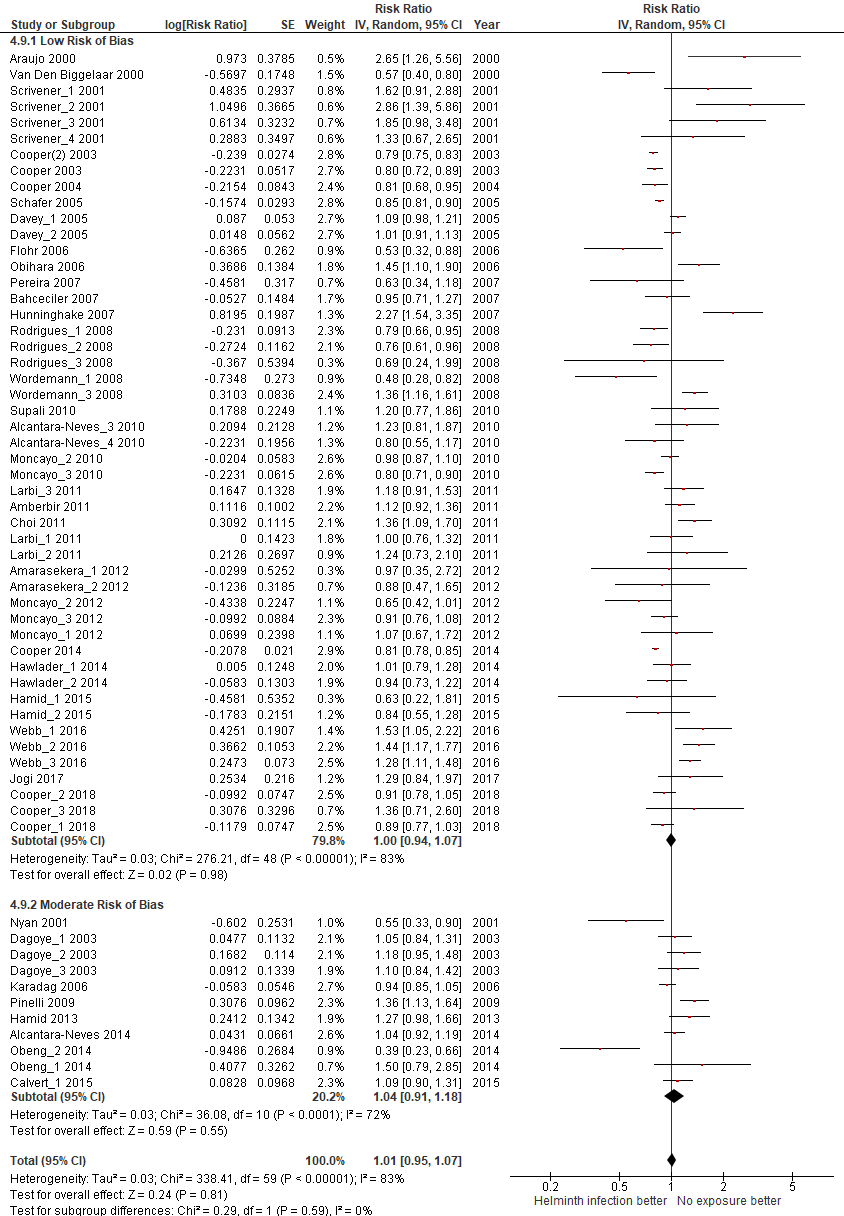 Risk Ratio Risk Ratio
Study or Subgroup log[Risk Ratio] SE Weight IV, Random, 95% CI Year IV, Random, 95% CI
4.9.1 Low Risk of Bias
Araujo 2000 0.973 0.3785 0.5% 2.65 [1.26, 5.56] 2000
Van Den Biggelaar 2000 -0.5697 0.1748 1.5% 0.57 [0.40, 0.80] 2000
Scrivener_1 2001 0.4835 0.2937 0.8% 1.62 [0.91, 2.88] 2001
Scrivener_2 2001 1.0496 0.3665 0.6% 2.86 [1.39, 5.86] 2001
Scrivener_3 2001 0.6134 0.3232 0.7% 1.85 [0.98, 3.48] 2001
Scrivener_4 2001 0.2883 0.3497 0.6% 1.33 [0.67, 2.65] 2001
Cooper(2) 2003 -0.239 0.0274 2.8% 0.79 [0.75, 0.83] 2003
Cooper 2003 -0.2231 0.0517 2.7% 0.80 [0.72, 0.89] 2003
Cooper 2004 -0.2154 0.0843 2.4% 0.81 [0.68, 0.95] 2004
Schafer 2005 -0.1574 0.0293 2.8% 0.85 [0.81, 0.90] 2005
Davey_1 2005 0.087 0.053 2.7% 1.09 [0.98, 1.21] 2005
Davey_2 2005 0.0148 0.0562 2.7% 1.01 [0.91, 1.13] 2005
Flohr 2006 -0.6365 0.262 0.9% 0.53 [0.32, 0.88] 2006
Obihara 2006 0.3686 0.1384 1.8% 1.45 [1.10, 1.90] 2006
Pereira 2007 -0.4581 0.317 0.7% 0.63 [0.34, 1.18] 2007
Bahceciler 2007 -0.0527 0.1484 1.7% 0.95 [0.71, 1.27] 2007
Hunninghake 2007 0.8195 0.1987 1.3% 2.27 [1.54, 3.35] 2007
Rodrigues_1 2008 -0.231 0.0913 2.3% 0.79 [0.66, 0.95] 2008
Rodrigues_2 2008 -0.2724 0.1162 2.1% 0.76 [0.61, 0.96] 2008
Rodrigues_3 2008 -0.367 0.5394 0.3% 0.69 [0.24, 1.99] 2008
Wordemann_1 2008 -0.7348 0.273 0.9% 0.48 [0.28, 0.82] 2008
Wordemann_3 2008 0.3103 0.0836 2.4% 1.36 [1.16, 1.61] 2008
Supali 2010 0.1788 0.2249 1.1% 1.20 [0.77, 1.86] 2010
Alcantara-Neves_3 2010 0.2094 0.2128 1.2% 1.23 [0.81, 1.87] 2010
Alcantara-Neves_4 2010 -0.2231 0.1956 1.3% 0.80 [0.55, 1.17] 2010
Moncayo_2 2010 -0.0204 0.0583 2.6% 0.98 [0.87, 1.10] 2010
Moncayo_3 2010 -0.2231 0.0615 2.6% 0.80 [0.71, 0.90] 2010
Larbi_3 2011 0.1647 0.1328 1.9% 1.18 [0.91, 1.53] 2011
Amberbir 2011 0.1116 0.1002 2.2% 1.12 [0.92, 1.36] 2011
Choi 2011 0.3092 0.1115 2.1% 1.36 [1.09, 1.70] 2011
Larbi_1 2011 0 0.1423 1.8% 1.00 [0.76, 1.32] 2011
Larbi_2 2011 0.2126 0.2697 0.9% 1.24 [0.73, 2.10] 2011
Amarasekera_1 2012 -0.0299 0.5252 0.3% 0.97 [0.35, 2.72] 2012
Amarasekera_2 2012 -0.1236 0.3185 0.7% 0.88 [0.47, 1.65] 2012
Moncayo_2 2012 -0.4338 0.2247 1.1% 0.65 [0.42, 1.01] 2012
Moncayo_3 2012 -0.0992 0.0884 2.4% 0.91 [0.76, 1.08] 2012
Moncayo_1 2012 0.0699 0.2398 1.0% 1.07 [0.67, 1.72] 2012
Cooper 2014 -0.2078 0.021 2.9% 0.81 [0.78, 0.85] 2014
Hawlader_1 2014 0.005 0.1248 2.0% 1.01 [0.79, 1.28] 2014
Hawlader_2 2014 -0.0583 0.1303 1.9% 0.94 [0.73, 1.22] 2014
Hamid_1 2015 -0.4581 0.5352 0.3% 0.63 [0.22, 1.81] 2015
Hamid_2 2015 -0.1783 0.2151 1.2% 0.84 [0.55, 1.28] 2015
Webb_1 2016 0.4251 0.1907 1.4% 1.53 [1.05, 2.22] 2016
Webb_2 2016 0.3662 0.1053 2.2% 1.44 [1.17, 1.77] 2016
Webb_3 2016 0.2473 0.073 2.5% 1.28 [1.11, 1.48] 2016
Jogi 2017 0.2534 0.216 1.2% 1.29 [0.84, 1.97] 2017
Cooper_2 2018 -0.0992 0.0747 2.5% 0.91 [0.78, 1.05] 2018
Cooper_3 2018 0.3076 0.3296 0.7% 1.36 [0.71, 2.60] 2018
Cooper_1 2018 -0.1179 0.0747 2.5% 0.89 [0.77, 1.03] 2018
Subtotal (95% CI) 79.8% 1.00 [0.94, 1.07]
Heterogeneity: Tau² = 0.03; Chi² = 276.21, df = 48 (P < 0.00001); I² = 83%
Test for overall effect: Z = 0.02 (P = 0.98)
4.9.2 Moderate Risk of Bias
Nyan 2001 -0.602 0.2531 1.0% 0.55 [0.33, 0.90] 2001
Dagoye_1 2003 0.0477 0.1132 2.1% 1.05 [0.84, 1.31] 2003
Dagoye_2 2003 0.1682 0.114 2.1% 1.18 [0.95, 1.48] 2003
Dagoye_3 2003 0.0912 0.1339 1.9% 1.10 [0.84, 1.42] 2003
Karadag 2006 -0.0583 0.0546 2.7% 0.94 [0.85, 1.05] 2006
Pinelli 2009 0.3076 0.0962 2.3% 1.36 [1.13, 1.64] 2009
Hamid 2013 0.2412 0.1342 1.9% 1.27 [0.98, 1.66] 2013
Alcantara-Neves 2014 0.0431 0.0661 2.6% 1.04 [0.92, 1.19] 2014
Obeng_2 2014 -0.9486 0.2684 0.9% 0.39 [0.23, 0.66] 2014
Obeng_1 2014 0.4077 0.3262 0.7% 1.50 [0.79, 2.85] 2014
Calvert_1 2015 0.0828 0.0968 2.3% 1.09 [0.90, 1.31] 2015
Subtotal (95% CI) 20.2% 1.04 [0.91, 1.18]
Heterogeneity: Tau² = 0.03; Chi² = 36.08, df = 10 (P < 0.0001); I² = 72%
Test for overall effect: Z = 0.59 (P = 0.55)
Total (95% CI) 100.0% 1.01 [0.95, 1.07]
Heterogeneity: Tau² = 0.03; Chi² = 338.41, df = 59 (P < 0.00001); I² = 83%
Test for overall effect: Z = 0.24 (P = 0.81)
Test for subgroup differences: Chi² = 0.29, df = 1 (P = 0.59), I² = 0%
0.2 0.5 1 2 5
Helminth infection better No exposure better